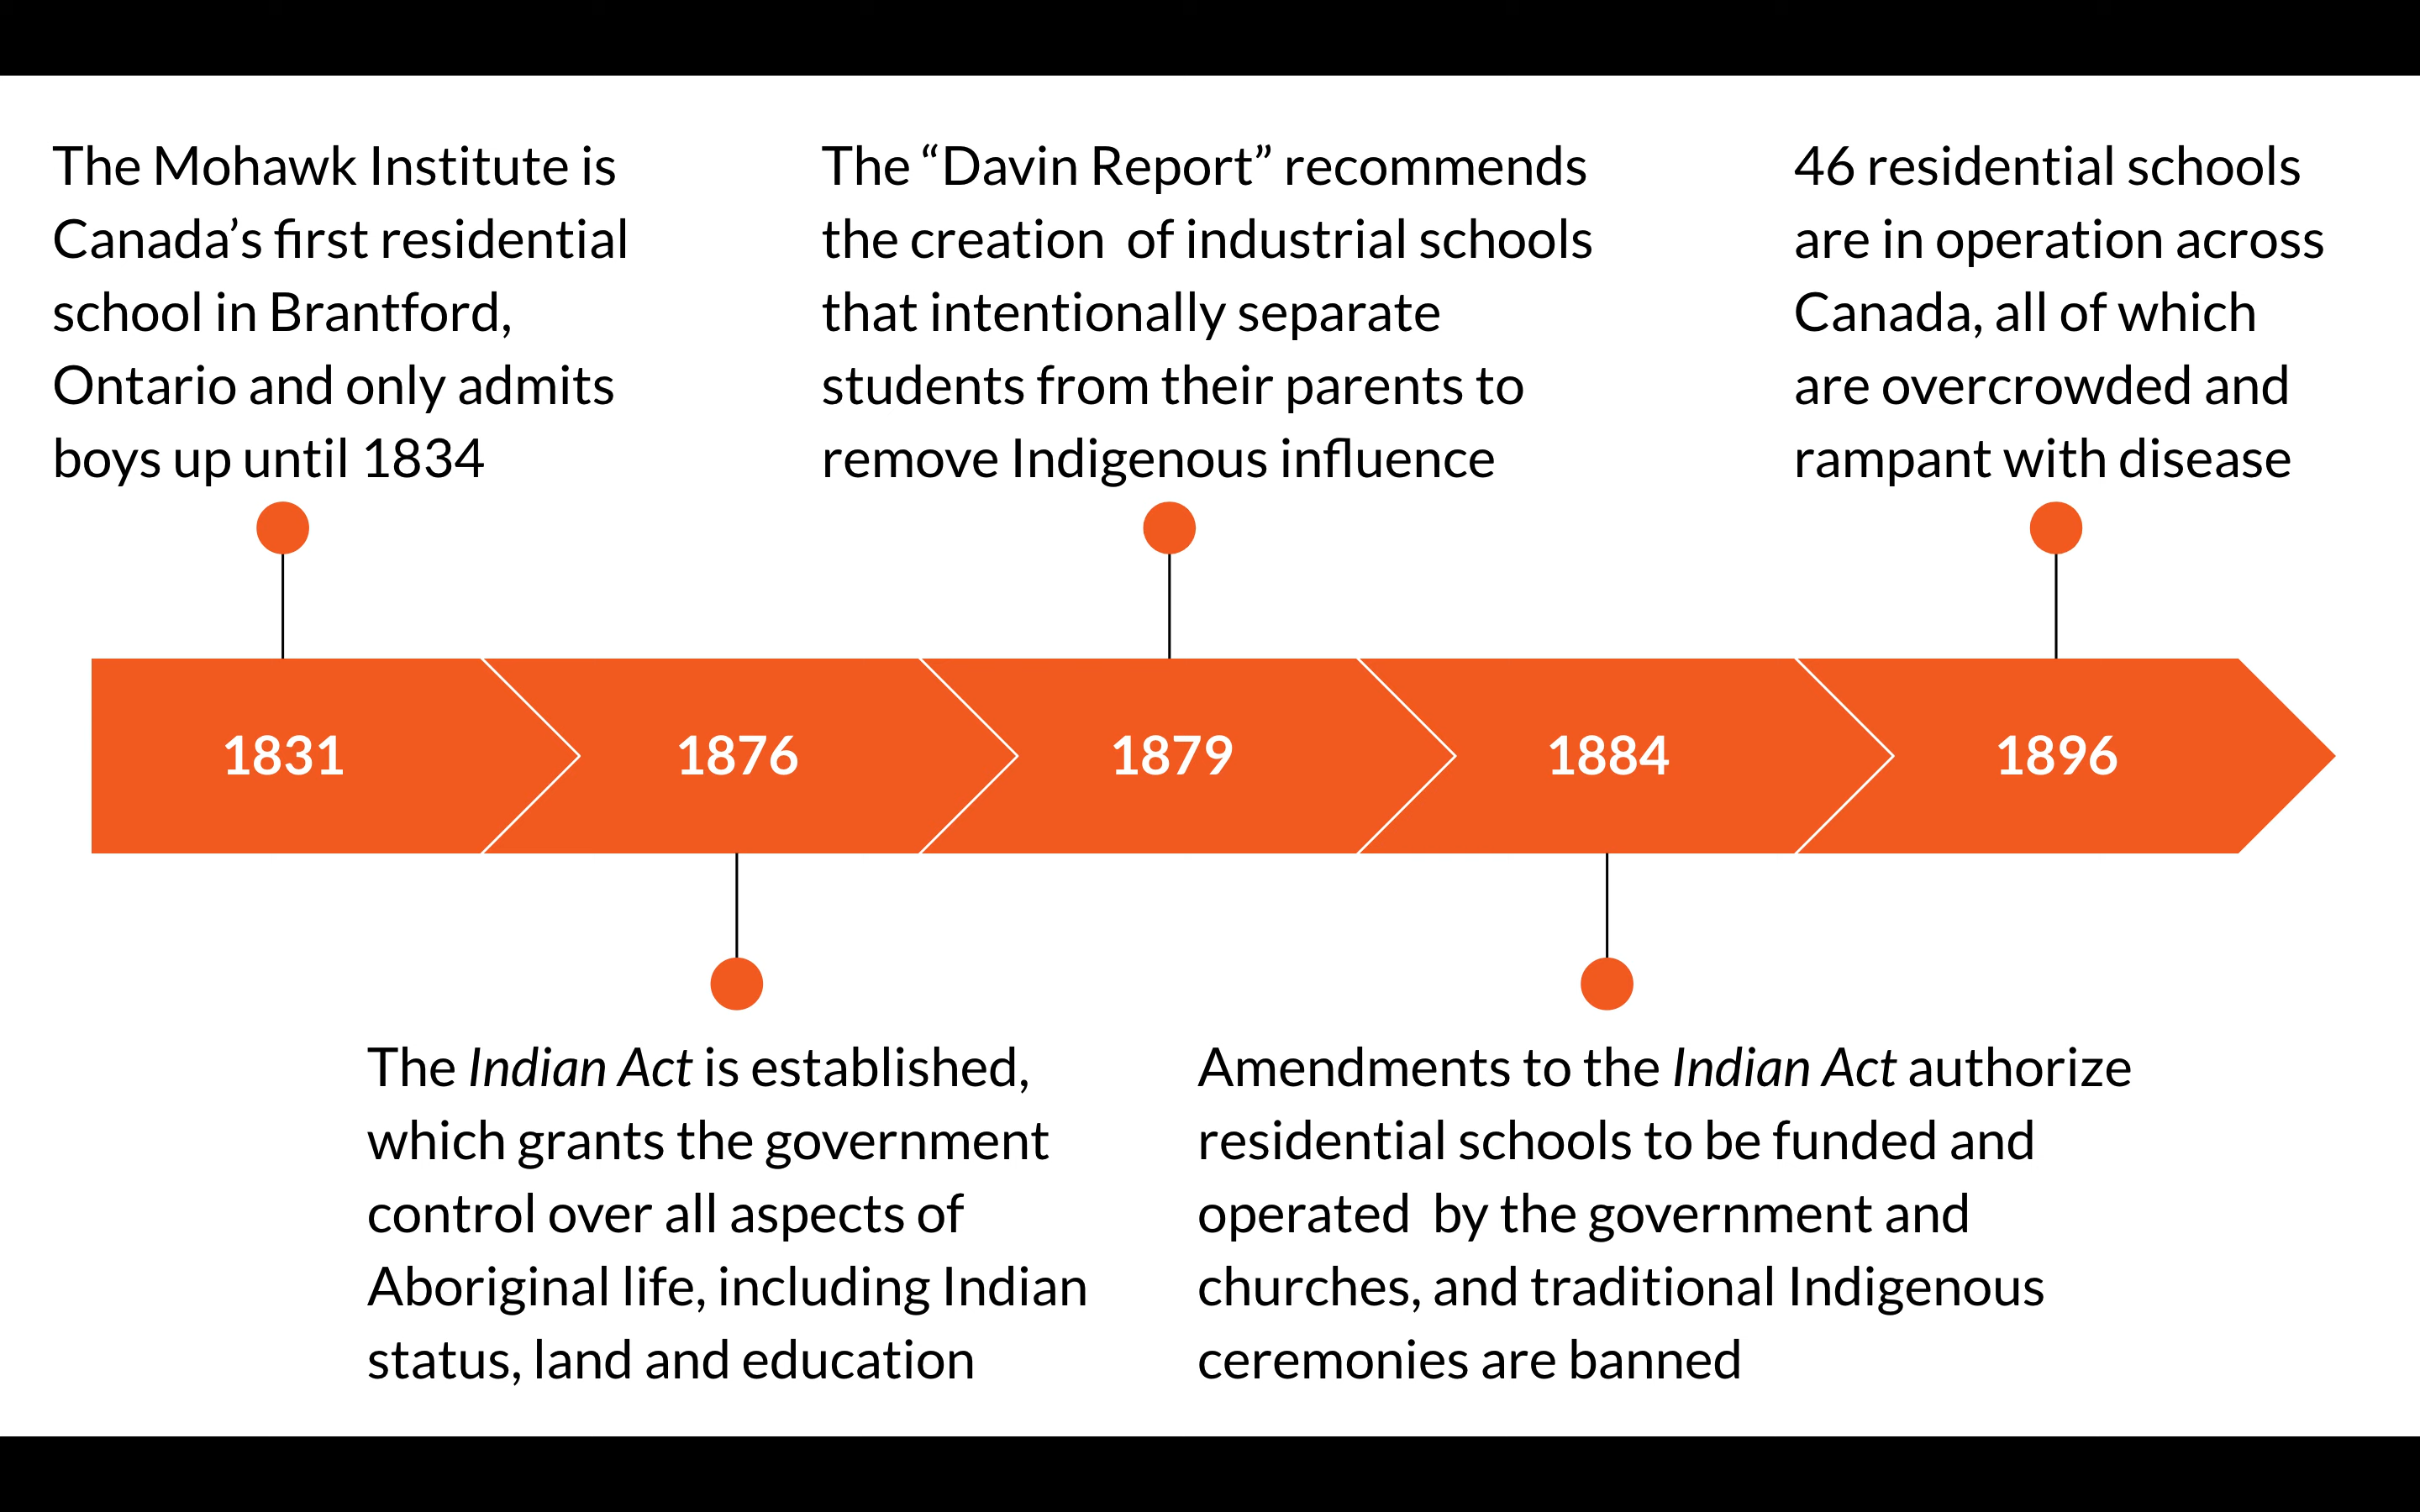 The Mohawk Institute is
Canada’s first residential
school in Brantford,
Ontario and only admits
boys up until 1834
The “Davin Report” recommends
the creation  of industrial schools
that intentionally separate
students from their parents to
remove Indigenous influence
46 residential schools
are in operation across
Canada, all of which
are overcrowded and
rampant with disease
1831
1876
1879
1884
1896
The Indian Act is established,
which grants the government
control over all aspects of
Aboriginal life, including Indian
status, land and education
Amendments to the Indian Act authorize
residential schools to be funded and
operated  by the government and
churches, and traditional Indigenous
ceremonies are banned